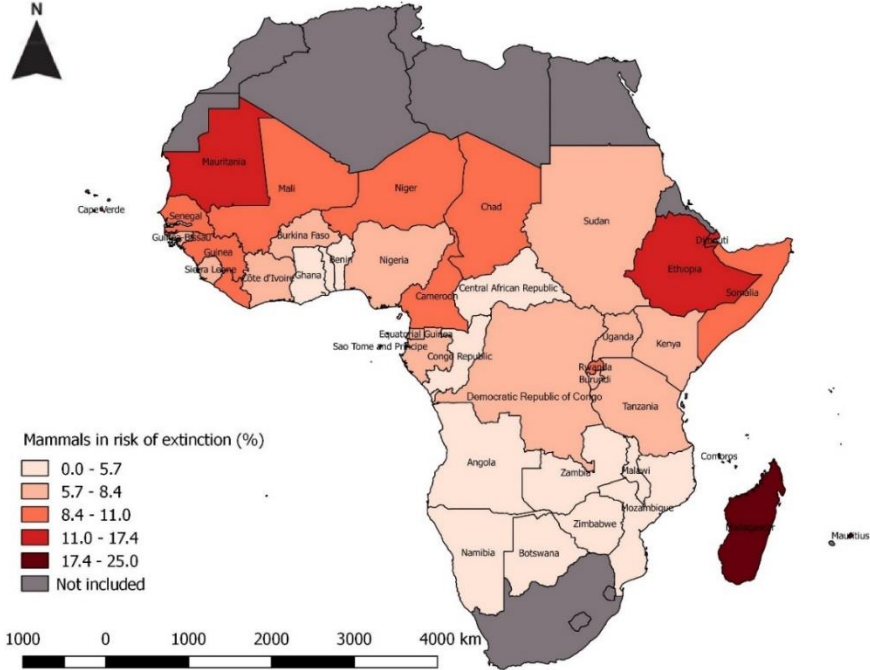 N
Mauritania
Mali
Niger
Chad
Sudan
Cape Verde
Senegal
Guinea Bissau
Guinea
Sierra Leone
Burkina Faso
Côte d'Ivoire
Ghana
Benin
Nigeria
Cameroon
Central African Republic
Djibouti
Ethiopia
Somalia
Equatorial Guinea
Sao Tome and Principe
Congo Republic
Uganda
Kenya
Rwanda
Burundi
Democratic Republic of Congo
Tanzania
Angola
Zambia
Malawi
Comoros
Mozambique
Zimbabwe
Namibia
Botswana
Madagascar
Mauritius
Mammals in risk of extinction (%)
0.0 - 5.7
5.7 - 8.4
8.4 - 11.0
11.0 - 17.4
17.4 - 25.0
Not included
1000 0 1000 2000 3000 4000 km